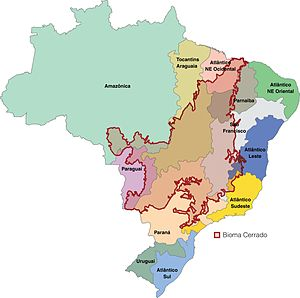 Tocantins
Araguaia
Atlântico
NE Ocidental
Amazônica
Atlântico
NE Oriental
Parnaíba
São
Francisco
Atlântico
Leste
Paraguai
Atlântico
Sudeste
Paraná
Bioma Cerrado
Uruguai
Atlântico
Sul